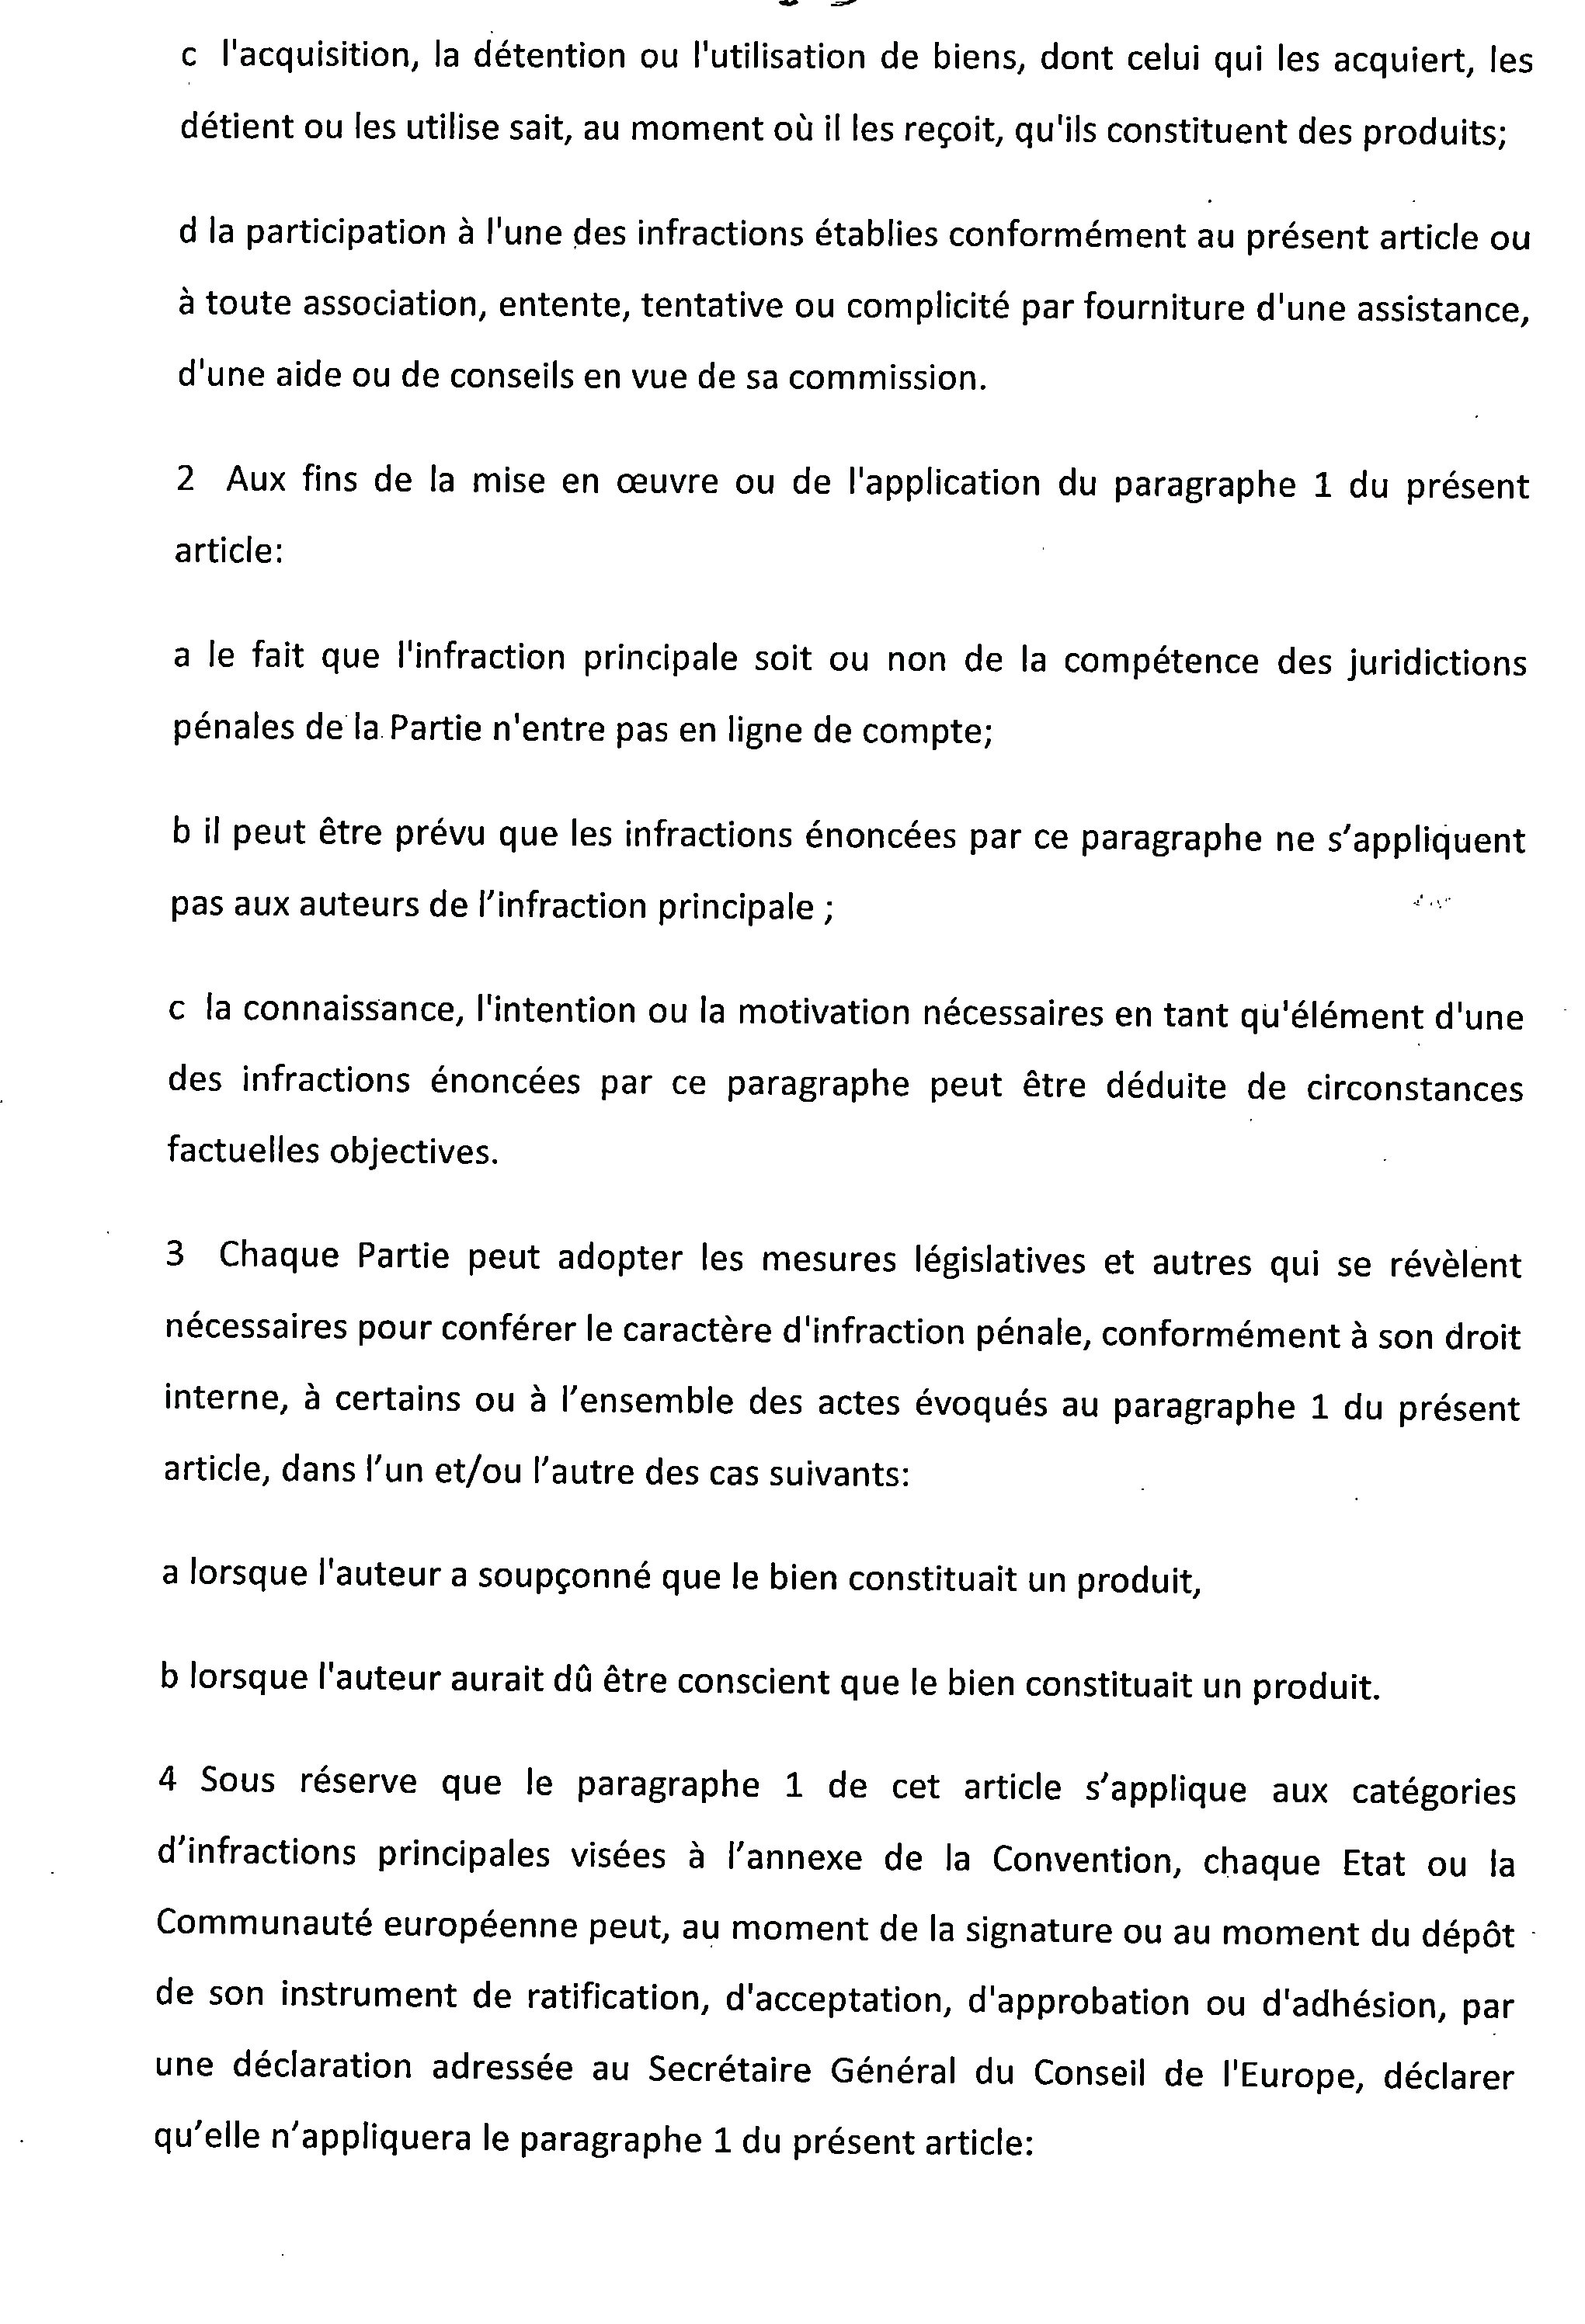 c l'acquisition, la détention ou l'utilisation de biens, dont celui qui les acquiert, les
détient ou les utilise sait, au moment où il les reçoit, qu'ils constituent des produits;
d la participation à l'une des infractions établies conformément au présent article ou
à toute association, entente, tentative ou complicité par fourniture d'une assistance,
d'une aide ou de conseils en vue de sa commission.
2 Aux fins de la mise en œuvre ou de l'application du paragraphe 1 du présent
article:
a le fait que l'infraction principale soit ou non de la compétence des juridictions
pénales de la Partie n'entre pas en ligne de compte;
b il peut être prévu que les infractions énoncées par ce paragraphe ne s’appliquent
pas aux auteurs de l’infraction principale ;
c la connaissance, l'intention ou la motivation nécessaires en tant qu'élément d'une
des infractions énoncées par ce paragraphe peut être déduite de circonstances
factuelles objectives.
3 Chaque Partie peut adopter les mesures législatives et autres qui se révèlent
nécessaires pour conférer le caractère d'infraction pénale, conformément à son droit
interne, à certains ou à l’ensemble des actes évoqués au paragraphe 1 du présent
article, dans l’un et/ou l’autre des cas suivants:
a lorsque l'auteur a soupçonné que le bien constituait un produit,
b lorsque l'auteur aurait dû être conscient que le bien constituait un produit.
4 Sous réserve que le paragraphe 1 de cet article s’applique aux catégories
d’infractions principales visées à l’annexe de la Convention, chaque Etat ou la
Communauté européenne peut, au moment de la signature ou au moment du dépôt
de son instrument de ratification, d'acceptation, d'approbation ou d'adhésion, par
une déclaration adressée au Secrétaire Général du Conseil de l'Europe, déclarer
qu’elle n’appliquera le paragraphe 1 du présent article: